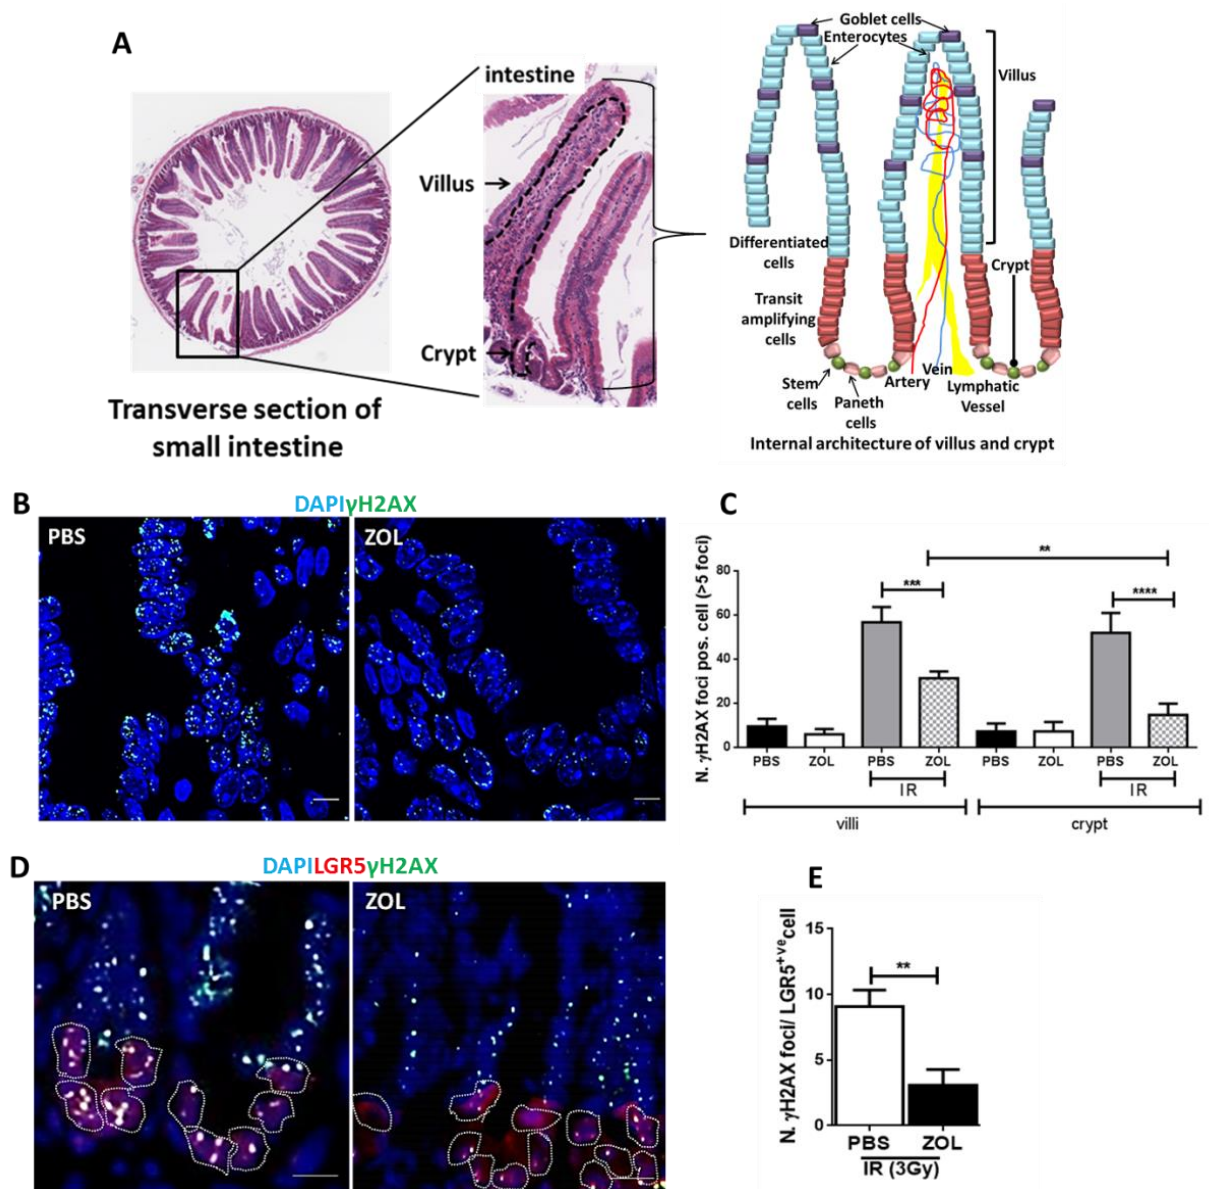 A
intestine
Villus
Crypt
Transverse section of
small intestine
Goblet cells
Enterocytes
Villus
Differentiated
cells
Crypt
Transit
amplifying
cells
Stem
cells
Paneth
cells
Artery
Vein
Lymphatic
Vessel
Internal architecture of villus and crypt
B
DAPIγH2AX
PBS
ZOL
C
N. γH2AX foci pos. cell (>5 foci)
80
60
40
20
0
***
**
****
PBS ZOL PBS ZOL PBS ZOL PBS ZOL
IR IR
villi crypt
D
DAPILGR5γH2AX
PBS
ZOL
E
N. γH2AX foci/ LGR5+ve cell
15
10
5
0
**
PBS ZOL
IR (3Gy)